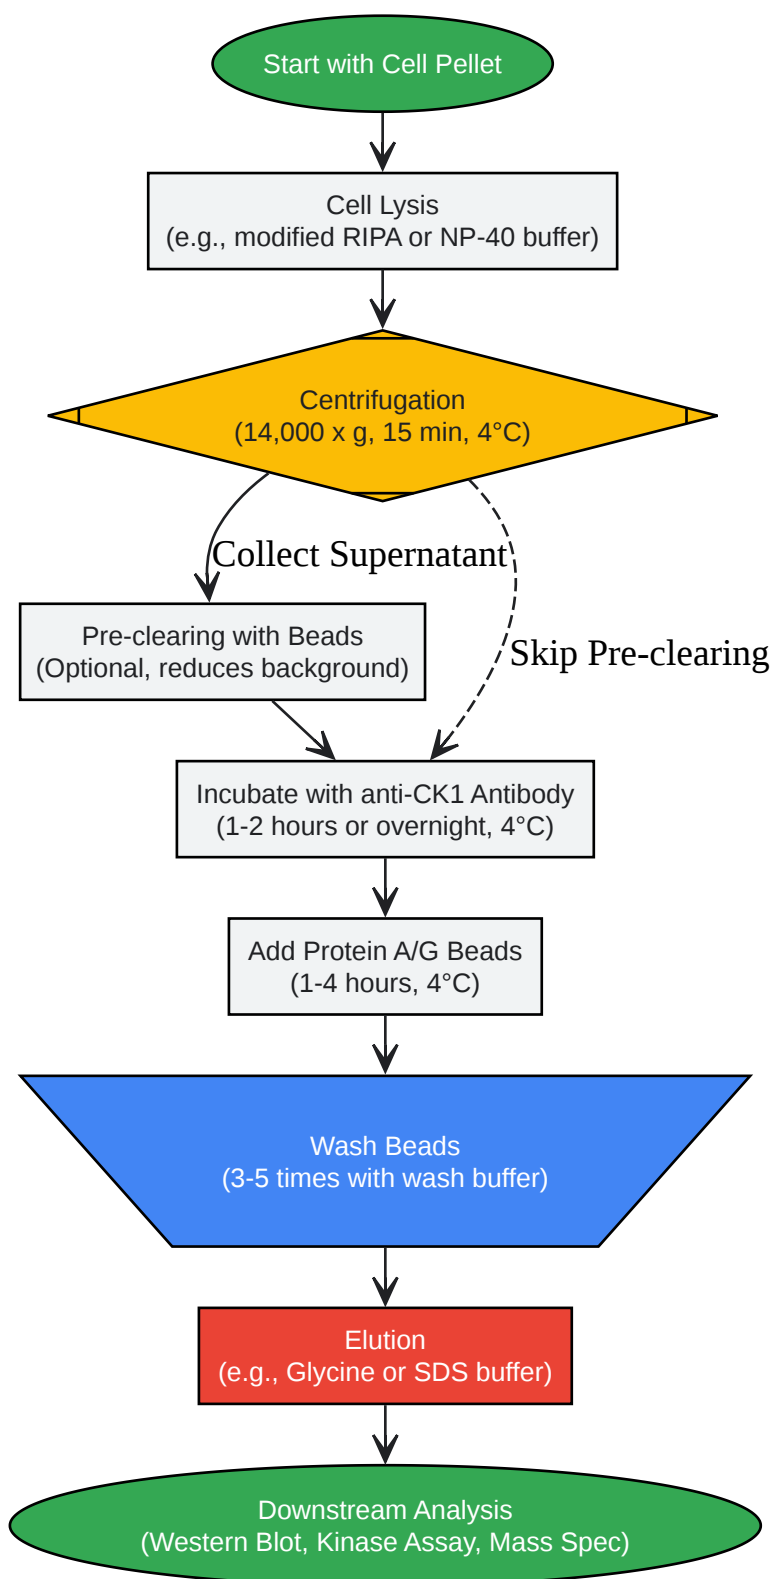 Start with Cell Pellet
Cell Lysis
(e.g., modified RIPA or NP-40 buffer)
Centrifugation
(14,000 x g, 15 min, 4°C)
Collect Supernatant
Pre-clearing with Beads
(Optional, reduces background)
Skip Pre-clearing
Incubate with anti-CK1 Antibody
(1-2 hours or overnight, 4°C)
Add Protein A/G Beads
(1-4 hours, 4°C)
Wash Beads
(3-5 times with wash buffer)
Elution
(e.g., Glycine or SDS buffer)
Downstream Analysis
(Western Blot, Kinase Assay, Mass Spec)